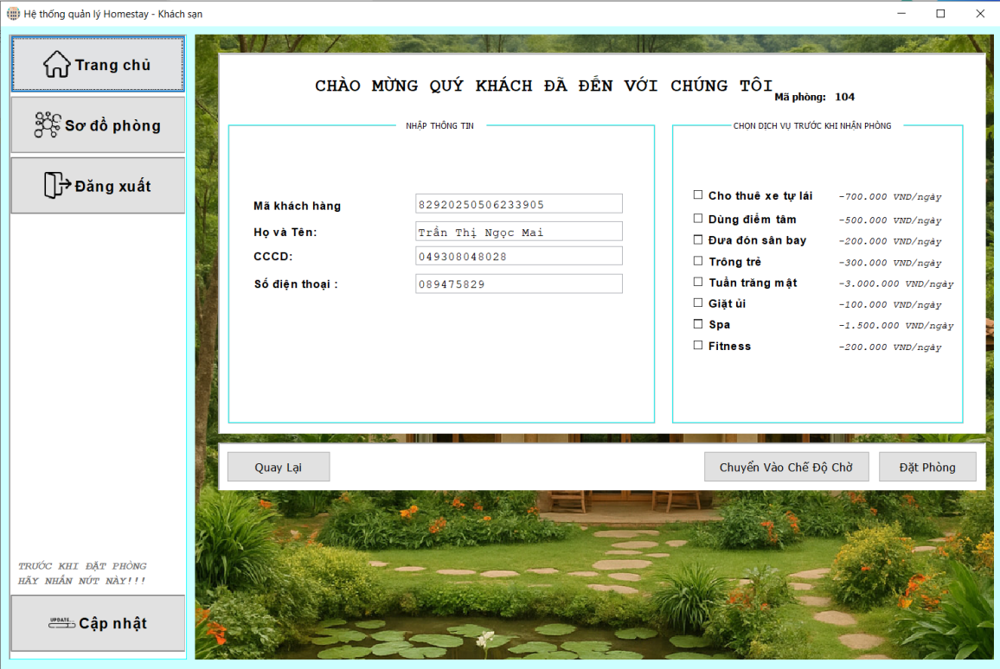 Hệ thống quản lý Homestay - Khách sạn
Trang chủ
Sơ đồ phòng
Đăng xuất
TRƯỚC KHI ĐẶT PHÒNG
HÃY NHẤN NÚT NÀY!!!
UPDATE...
Cập nhật
CHÀO MỪNG QUÝ KHÁCH ĐÃ ĐẾN VỚI CHÚNG TÔI
Mã phòng: 104
NHẬP THÔNG TIN
Mã khách hàng 82920250506233905
Họ và Tên: Trần Thị Ngọc Mai
CCCD: 049308048028
Số điện thoại : 089475829
CHỌN DỊCH VỤ TRƯỚC KHI NHẬN PHÒNG
Cho thuê xe tự lái -700.000 VND/ngày
Dùng điểm tâm -500.000 VND/ngày
Đưa đón sân bay -200.000 VND/ngày
Trông trẻ -300.000 VND/ngày
Tuần trăng mật -3.000.000 VND/ngày
Giặt ủi -100.000 VND/ngày
Spa -1.500.000 VND/ngày
Fitness -200.000 VND/ngày
Quay Lại
Chuyển Vào Chế Độ Chờ
Đặt Phòng